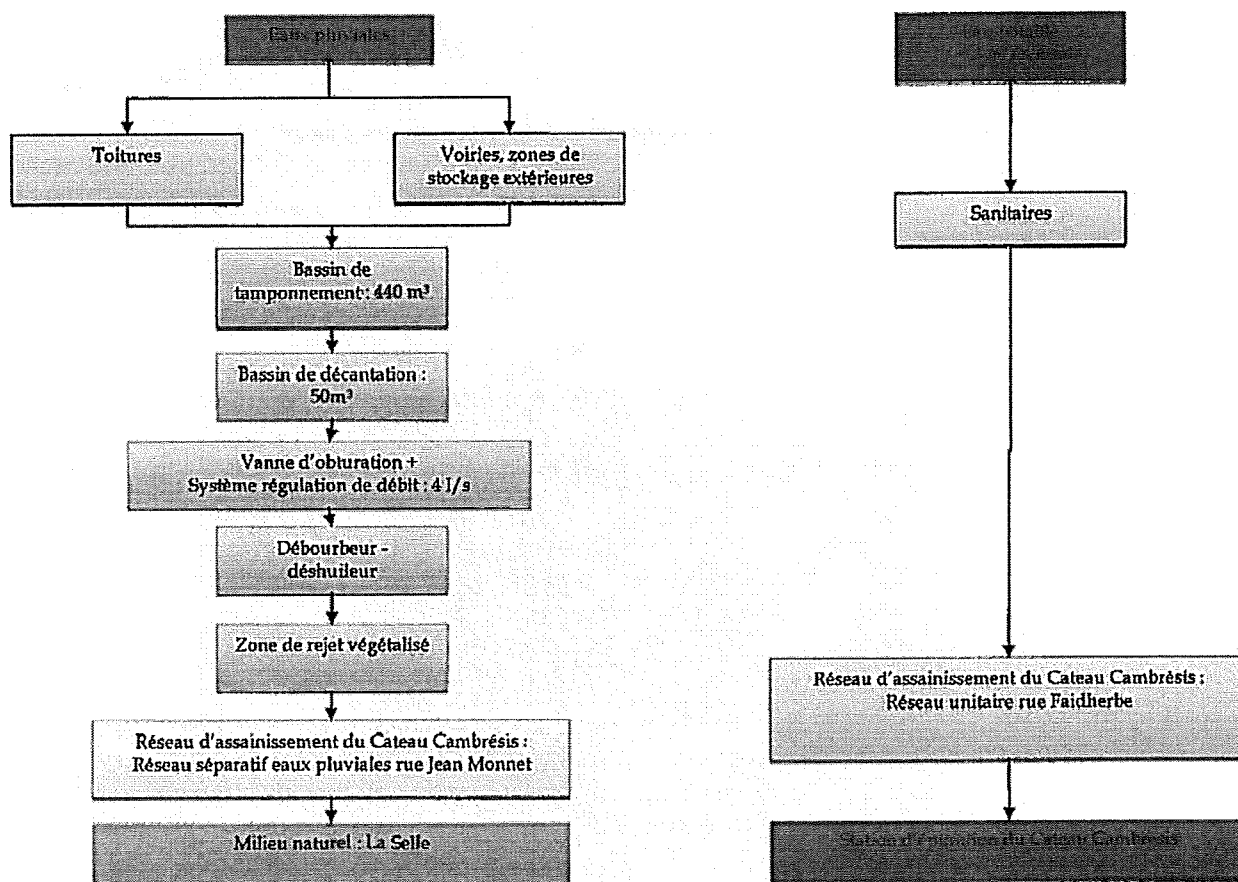 Eaux pluviales
Toitures
Voiries, zones de
stockage extérieures
Bassin de
tamponnement : 440 m³
Bassin de décantation :
50m³
Vanne d'obturation +
Système régulation de débit : 4 l/s
Débourbeur -
déshuileur
Zone de rejet végétalisé
Réseau d'assainissement du Cateau Cambrésis :
Réseau séparatif eaux pluviales rue Jean Monnet
Milieu naturel : La Selle
Sanitaires
Réseau d'assainissement du Cateau Cambrésis :
Réseau unitaire rue Faidherbe
Station d'épuration du Cateau Cambrésis